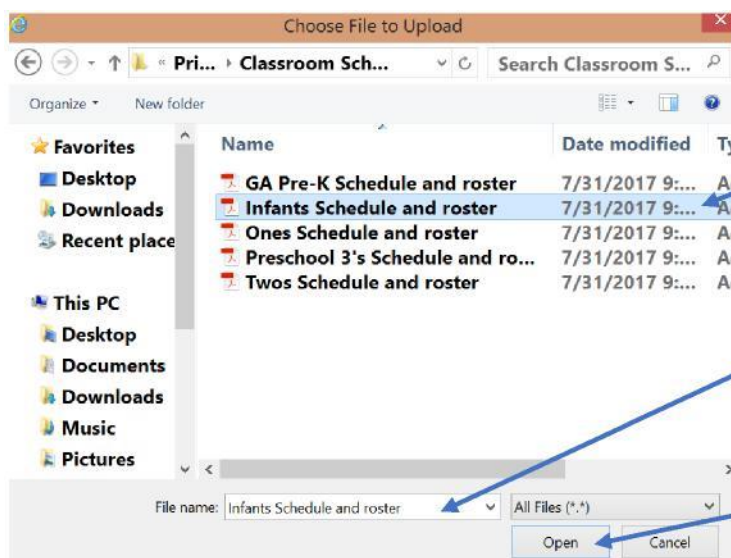 Choose File to Upload
« Pri... Classroom Sch... Search Classroom S...
Organize New folder
Favorites
Desktop
Downloads
Recent place
This PC
Desktop
Documents
Downloads
Music
Pictures
Name Date modified Ty
GA Pre-K Schedule and roster 7/31/2017 9:... A
Infants Schedule and roster 7/31/2017 9:...
Ones Schedule and roster 7/31/2017 9:... A
Preschool 3's Schedule and ro... 7/31/2017 9:... A
Twos Schedule and roster 7/31/2017 9:... A
File name: Infants Schedule and roster All Files (*.*)
Open Cancel